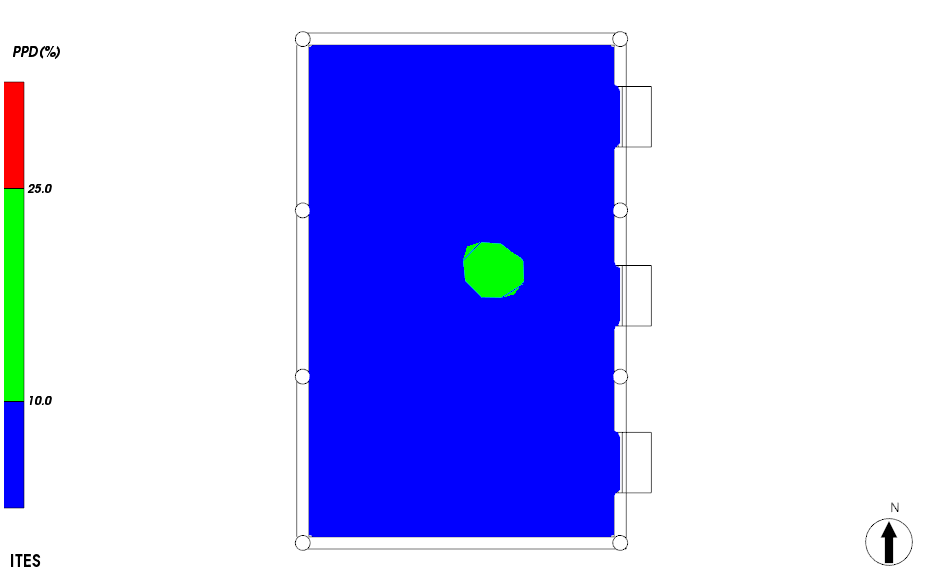 PPD(%)
25.0
10.0
N
ITES